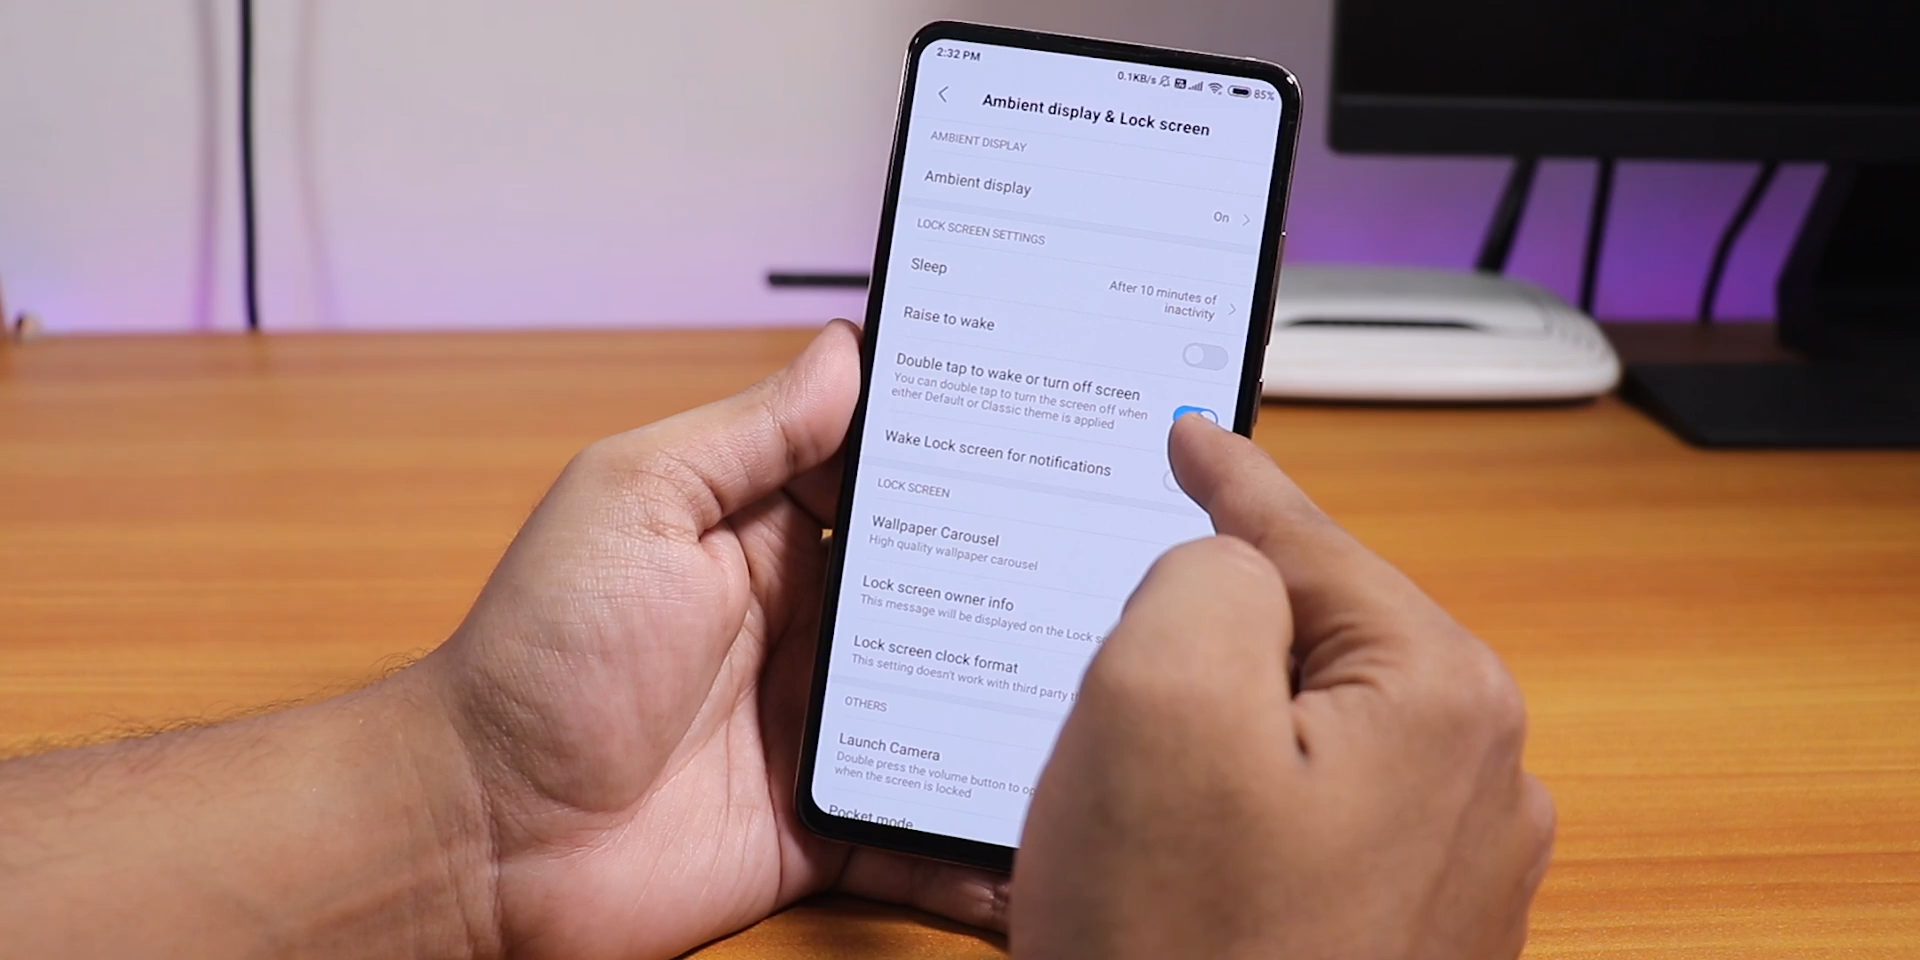 2:32 PM
0.1KB/s
85%
Ambient display & Lock screen
AMBIENT DISPLAY
Ambient display
On
LOCK SCREEN SETTINGS
Sleep
After 10 minutes of
inactivity
Raise to wake
Double tap to wake or turn off screen
You can double tap to turn the screen off when
either Default or Classic theme is applied
Wake Lock screen for notifications
LOCK SCREEN
Wallpaper Carousel
High quality wallpaper carousel
Lock screen owner info
This message will be displayed on the Lock s
Lock screen clock format
This setting doesn't work with third party t
OTHERS
Launch Camera
Double press the volume button to op
when the screen is locked
Pocket mode